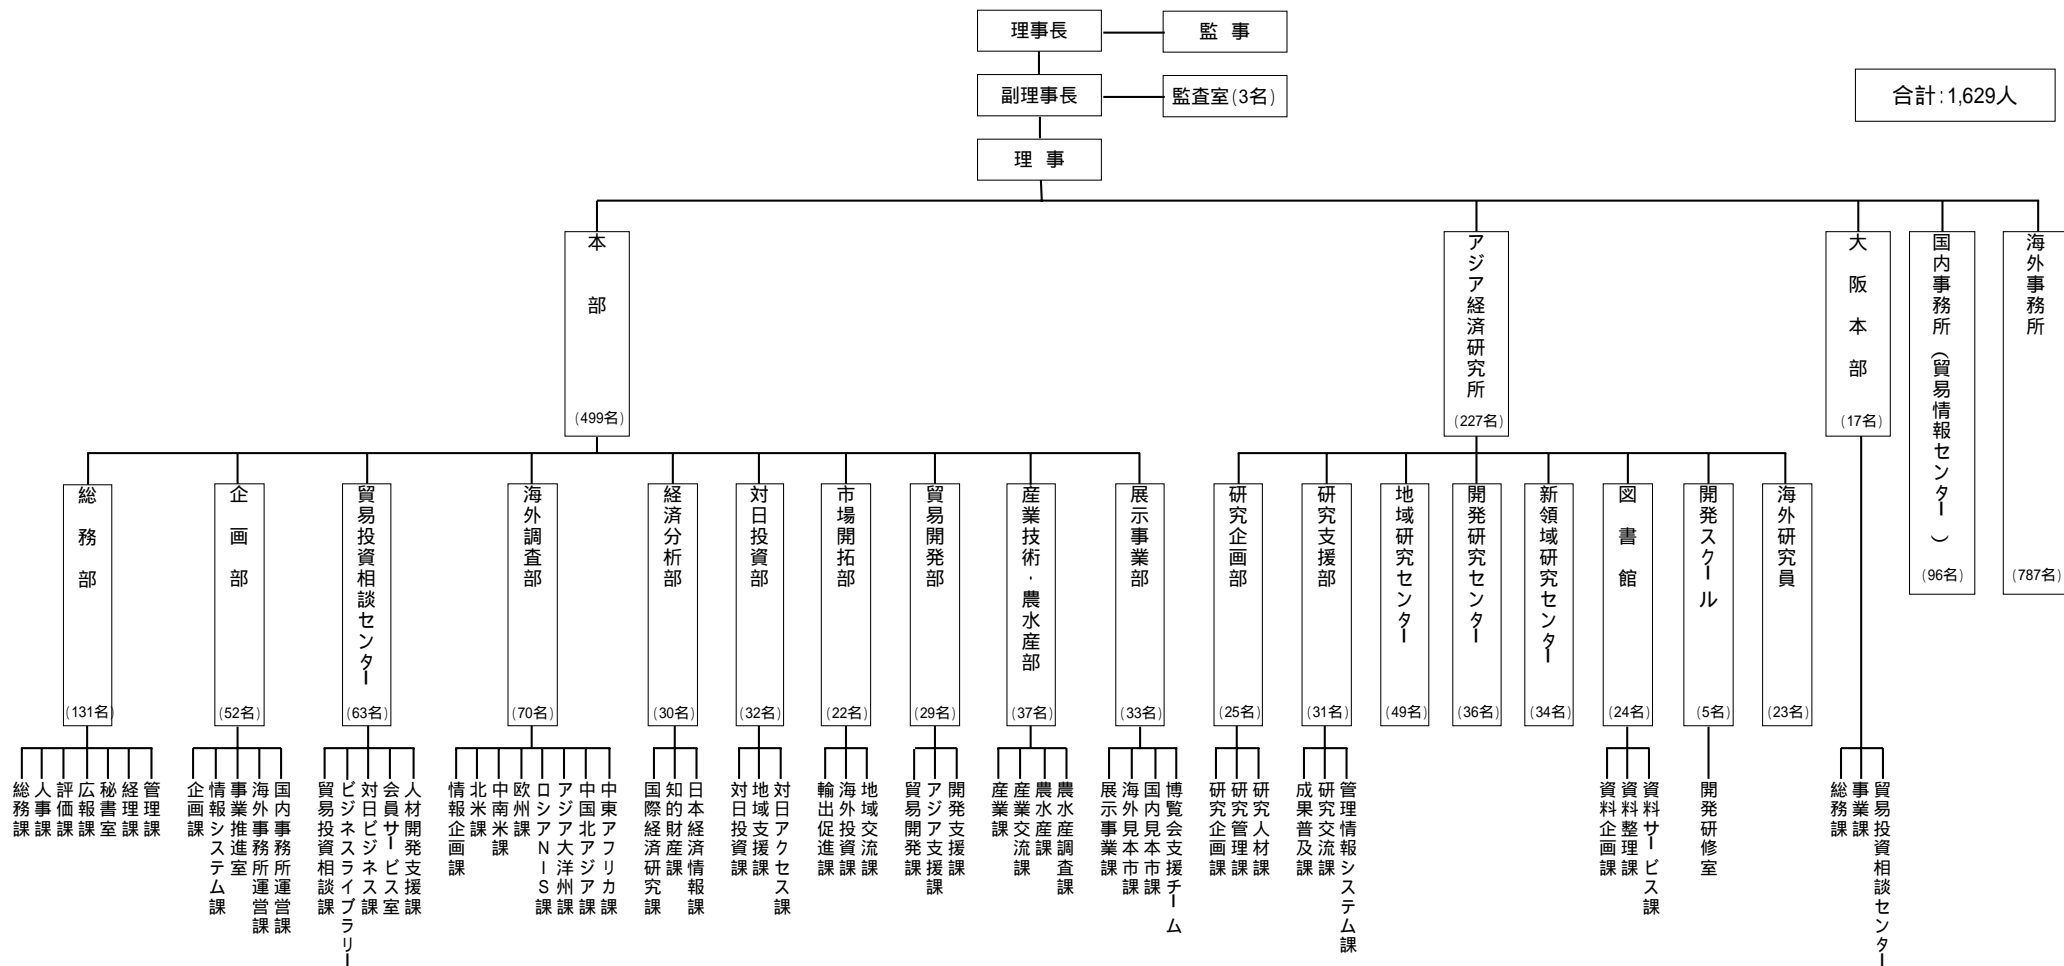 理事長
監 事
副理事長
監査室(3名)
合計:1,629人
理 事
本 部
(499名)
アジア経済研究所
(227名)
大阪本部
(17名)
国内事務所(貿易情報センター)
(96名)
海外事務所
(787名)
総務部
(131名)
企画部
(52名)
貿易投資相談センター
(63名)
海外調査部
(70名)
経済分析部
(30名)
対日投資部
(32名)
市場開拓部
(22名)
貿易開発部
(29名)
産業技術・農水産部
(37名)
展示事業部
(33名)
研究企画部
(25名)
研究支援部
(31名)
地域研究センター
(49名)
開発研究センター
(36名)
新領域研究センター
(34名)
図書館
(24名)
開発スクール
(5名)
海外研究員
(23名)
総務課
人事課
評価課
広報課
秘書室
経理課
管理課
企画課
情報システム課
事業推進室
海外事務所運営課
国内事務所運営課
貿易投資相談課
ビジネスライブラリー
対日ビジネス課
会員サービス室
人材開発支援課
情報企画課
北米課
中南米課
欧州課
ロシアNIS課
アジア大洋州課
中国北アジア課
中東アフリカ課
国際経済研究課
知的財産課
日本経済情報課
対日投資課
地域支援課
対日アクセス課
輸出促進課
海外投資課
地域交流課
貿易開発課
アジア支援課
開発支援課
産業課
産業交流課
農水産課
農水産調査課
展示事業課
海外見本市課
国内見本市課
博覧会支援チーム
研究企画課
研究管理課
研究人材課
成果普及課
研究交流課
管理情報システム課
資料企画課
資料整理課
資料サービス課
開発研修室
総務課
事業課
貿易投資相談センター